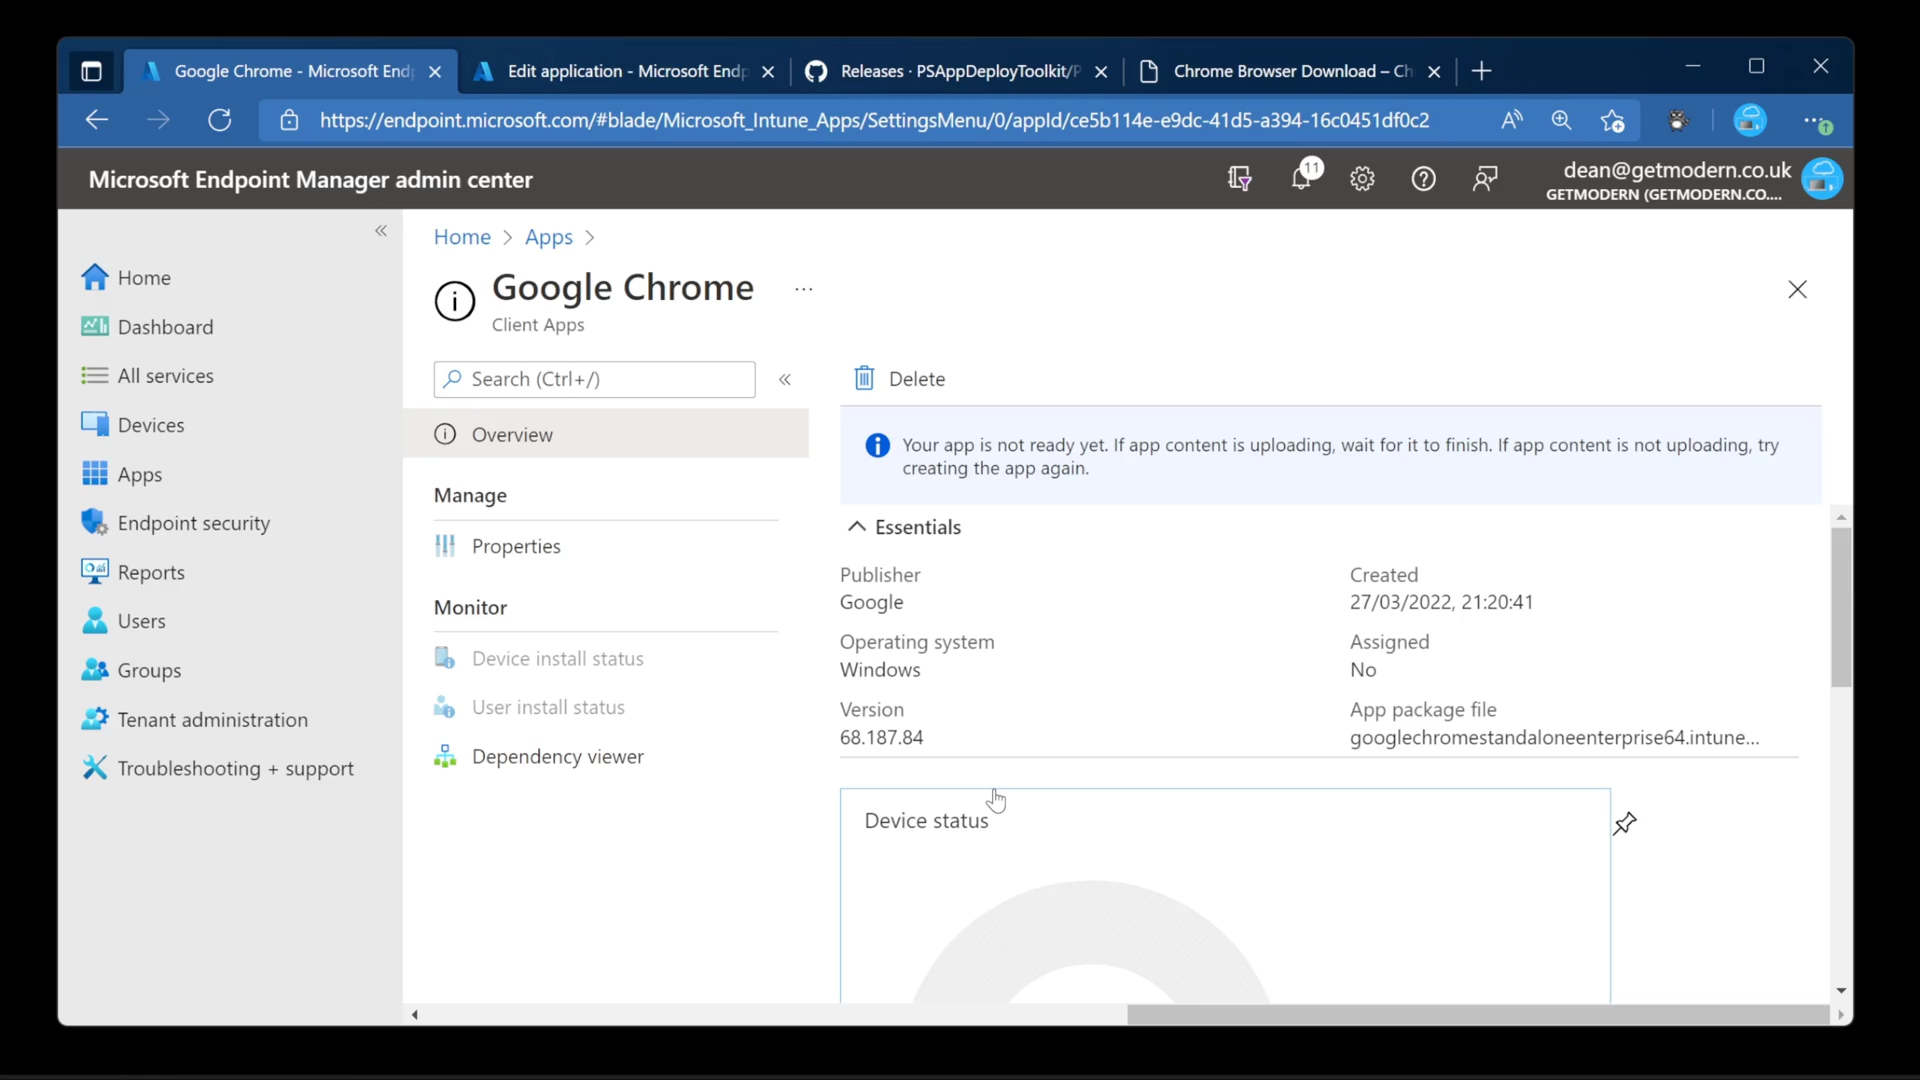 Google Chrome - Microsoft End
Edit application - Microsoft Endp
Releases · PSAppDeployToolkit/P
Chrome Browser Download – Ch
https://endpoint.microsoft.com/#blade/Microsoft_Intune_Apps/SettingsMenu/0/appId/ce5b114e-e9dc-41d5-a394-16c0451df0c2
Microsoft Endpoint Manager admin center
11
dean@getmodern.co.uk
GETMODERN (GETMODERN.CO....
Home
Dashboard
All services
Devices
Apps
Endpoint security
Reports
Users
Groups
Tenant administration
Troubleshooting + support
Home > Apps >
Google Chrome ...
Client Apps
Search (Ctrl+/)
Overview
Manage
Properties
Monitor
Device install status
User install status
Dependency viewer
Delete
Your app is not ready yet. If app content is uploading, wait for it to finish. If app content is not uploading, try
creating the app again.
Essentials
Publisher
Google
Operating system
Windows
Version
68.187.84
Created
27/03/2022, 21:20:41
Assigned
No
App package file
googlechromestandaloneenterprise64.intune...
Device status